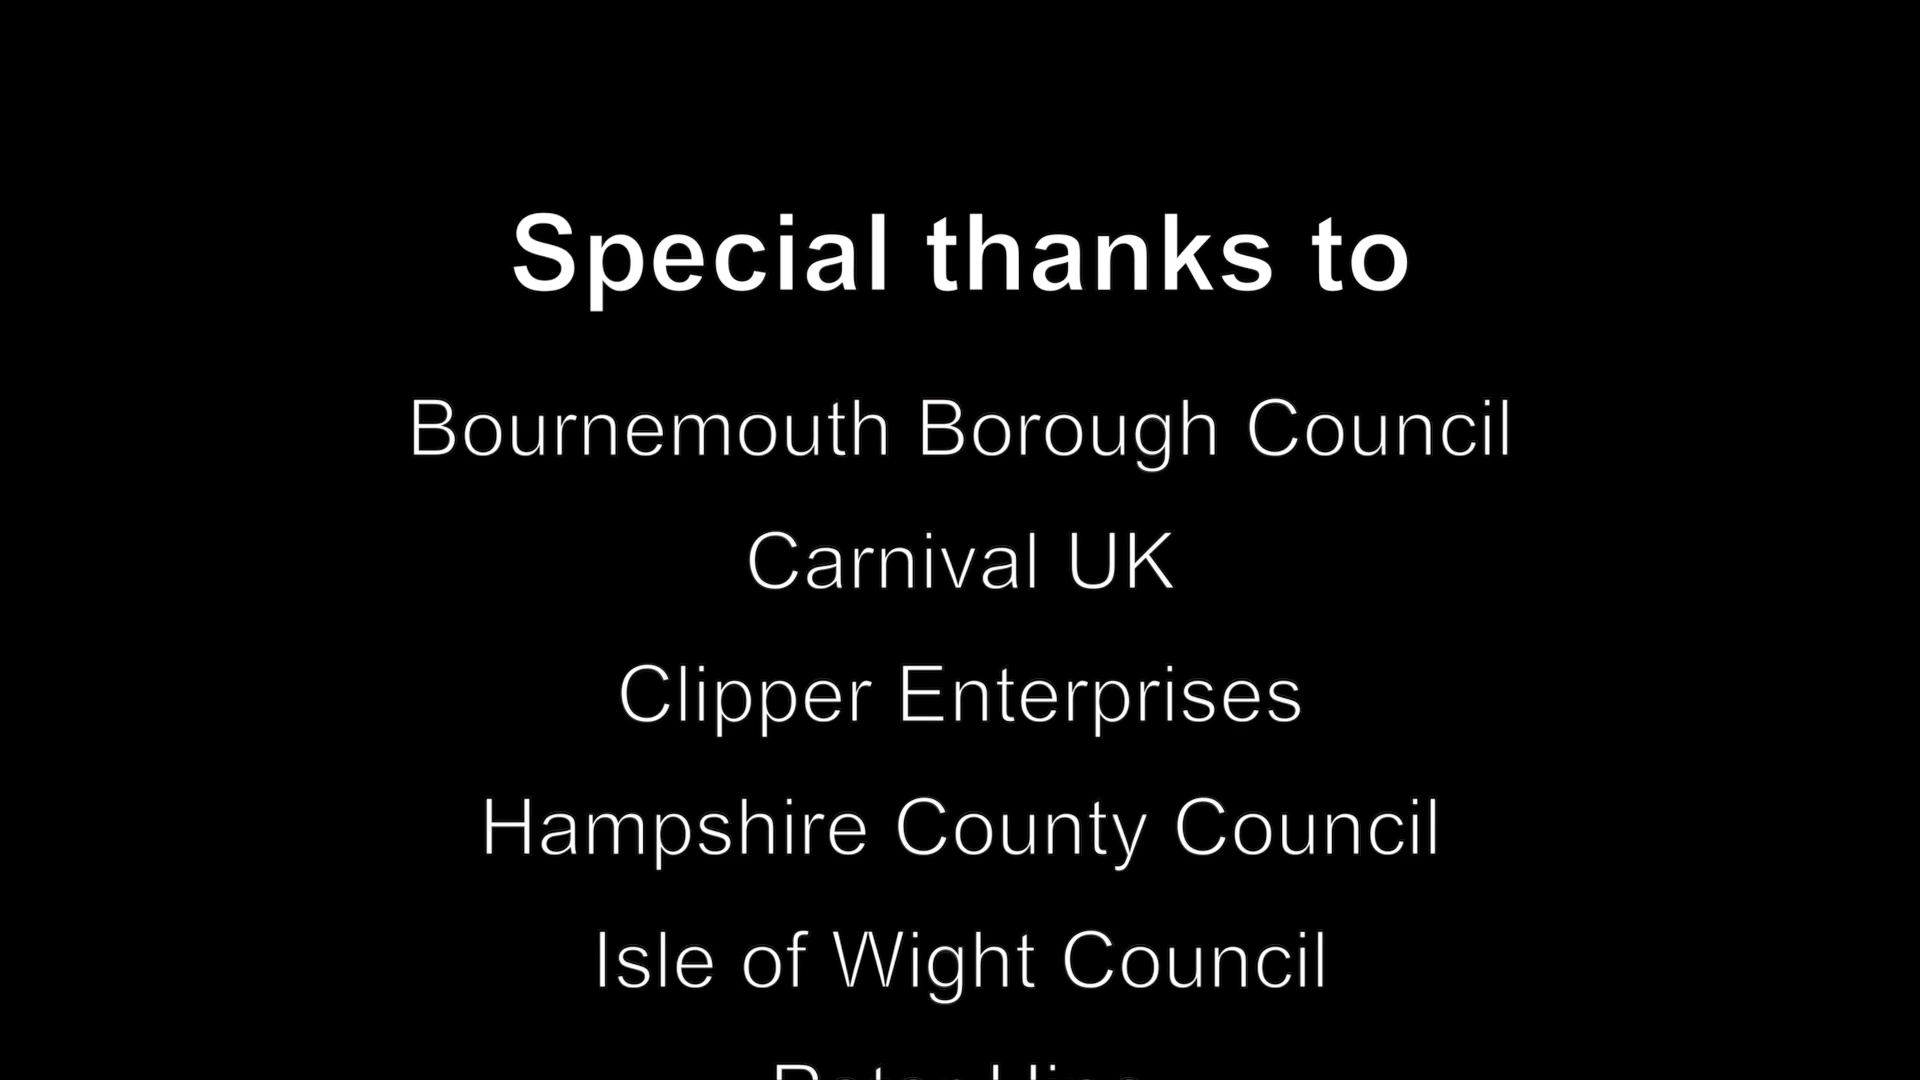 Special thanks to
Bournemouth Borough Council
Carnival UK
Clipper Enterprises
Hampshire County Council
Isle of Wight Council